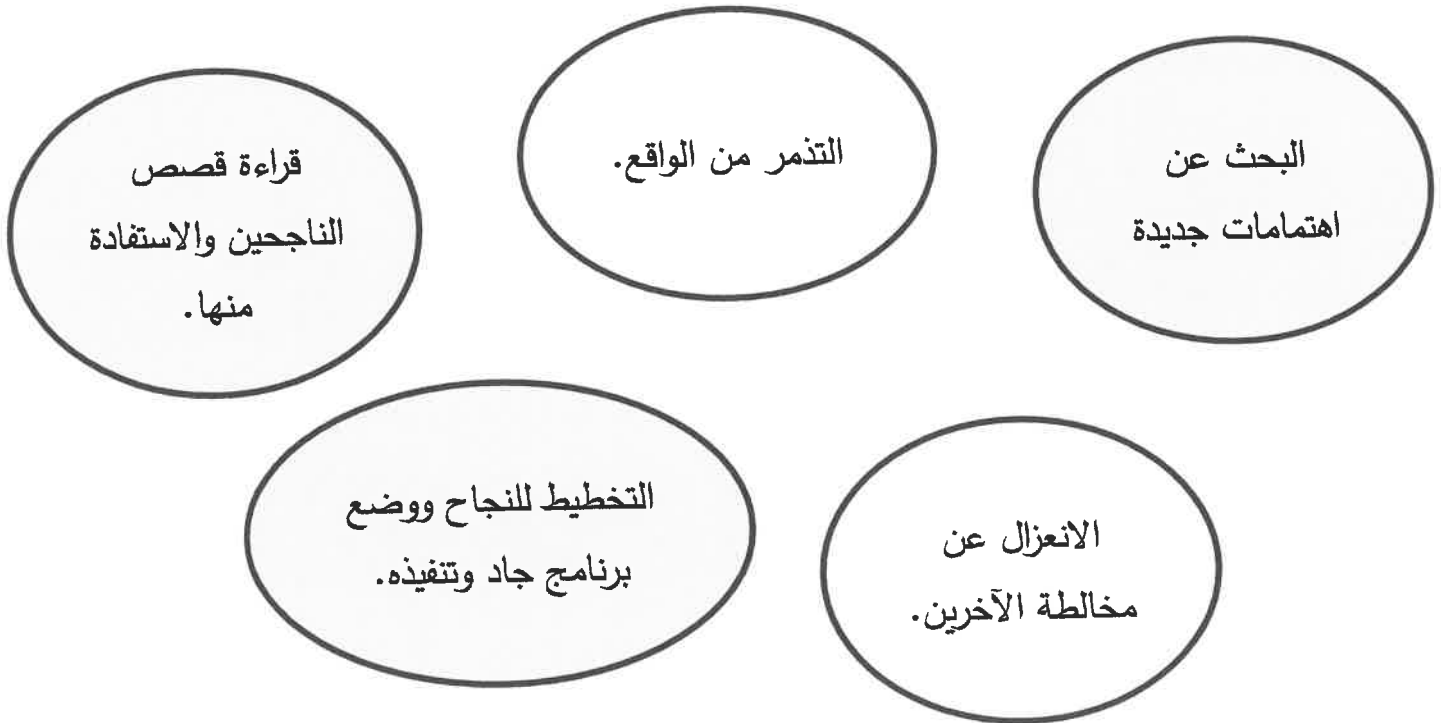 البحث عن
اهتمامات جديدة
التذمر من الواقع.
قراءة قصص
الناجحين والاستفادة
منها.
الانعزال عن
مخالطة الآخرين.
التخطيط للنجاح ووضع
برنامج جاد وتنفيذه.